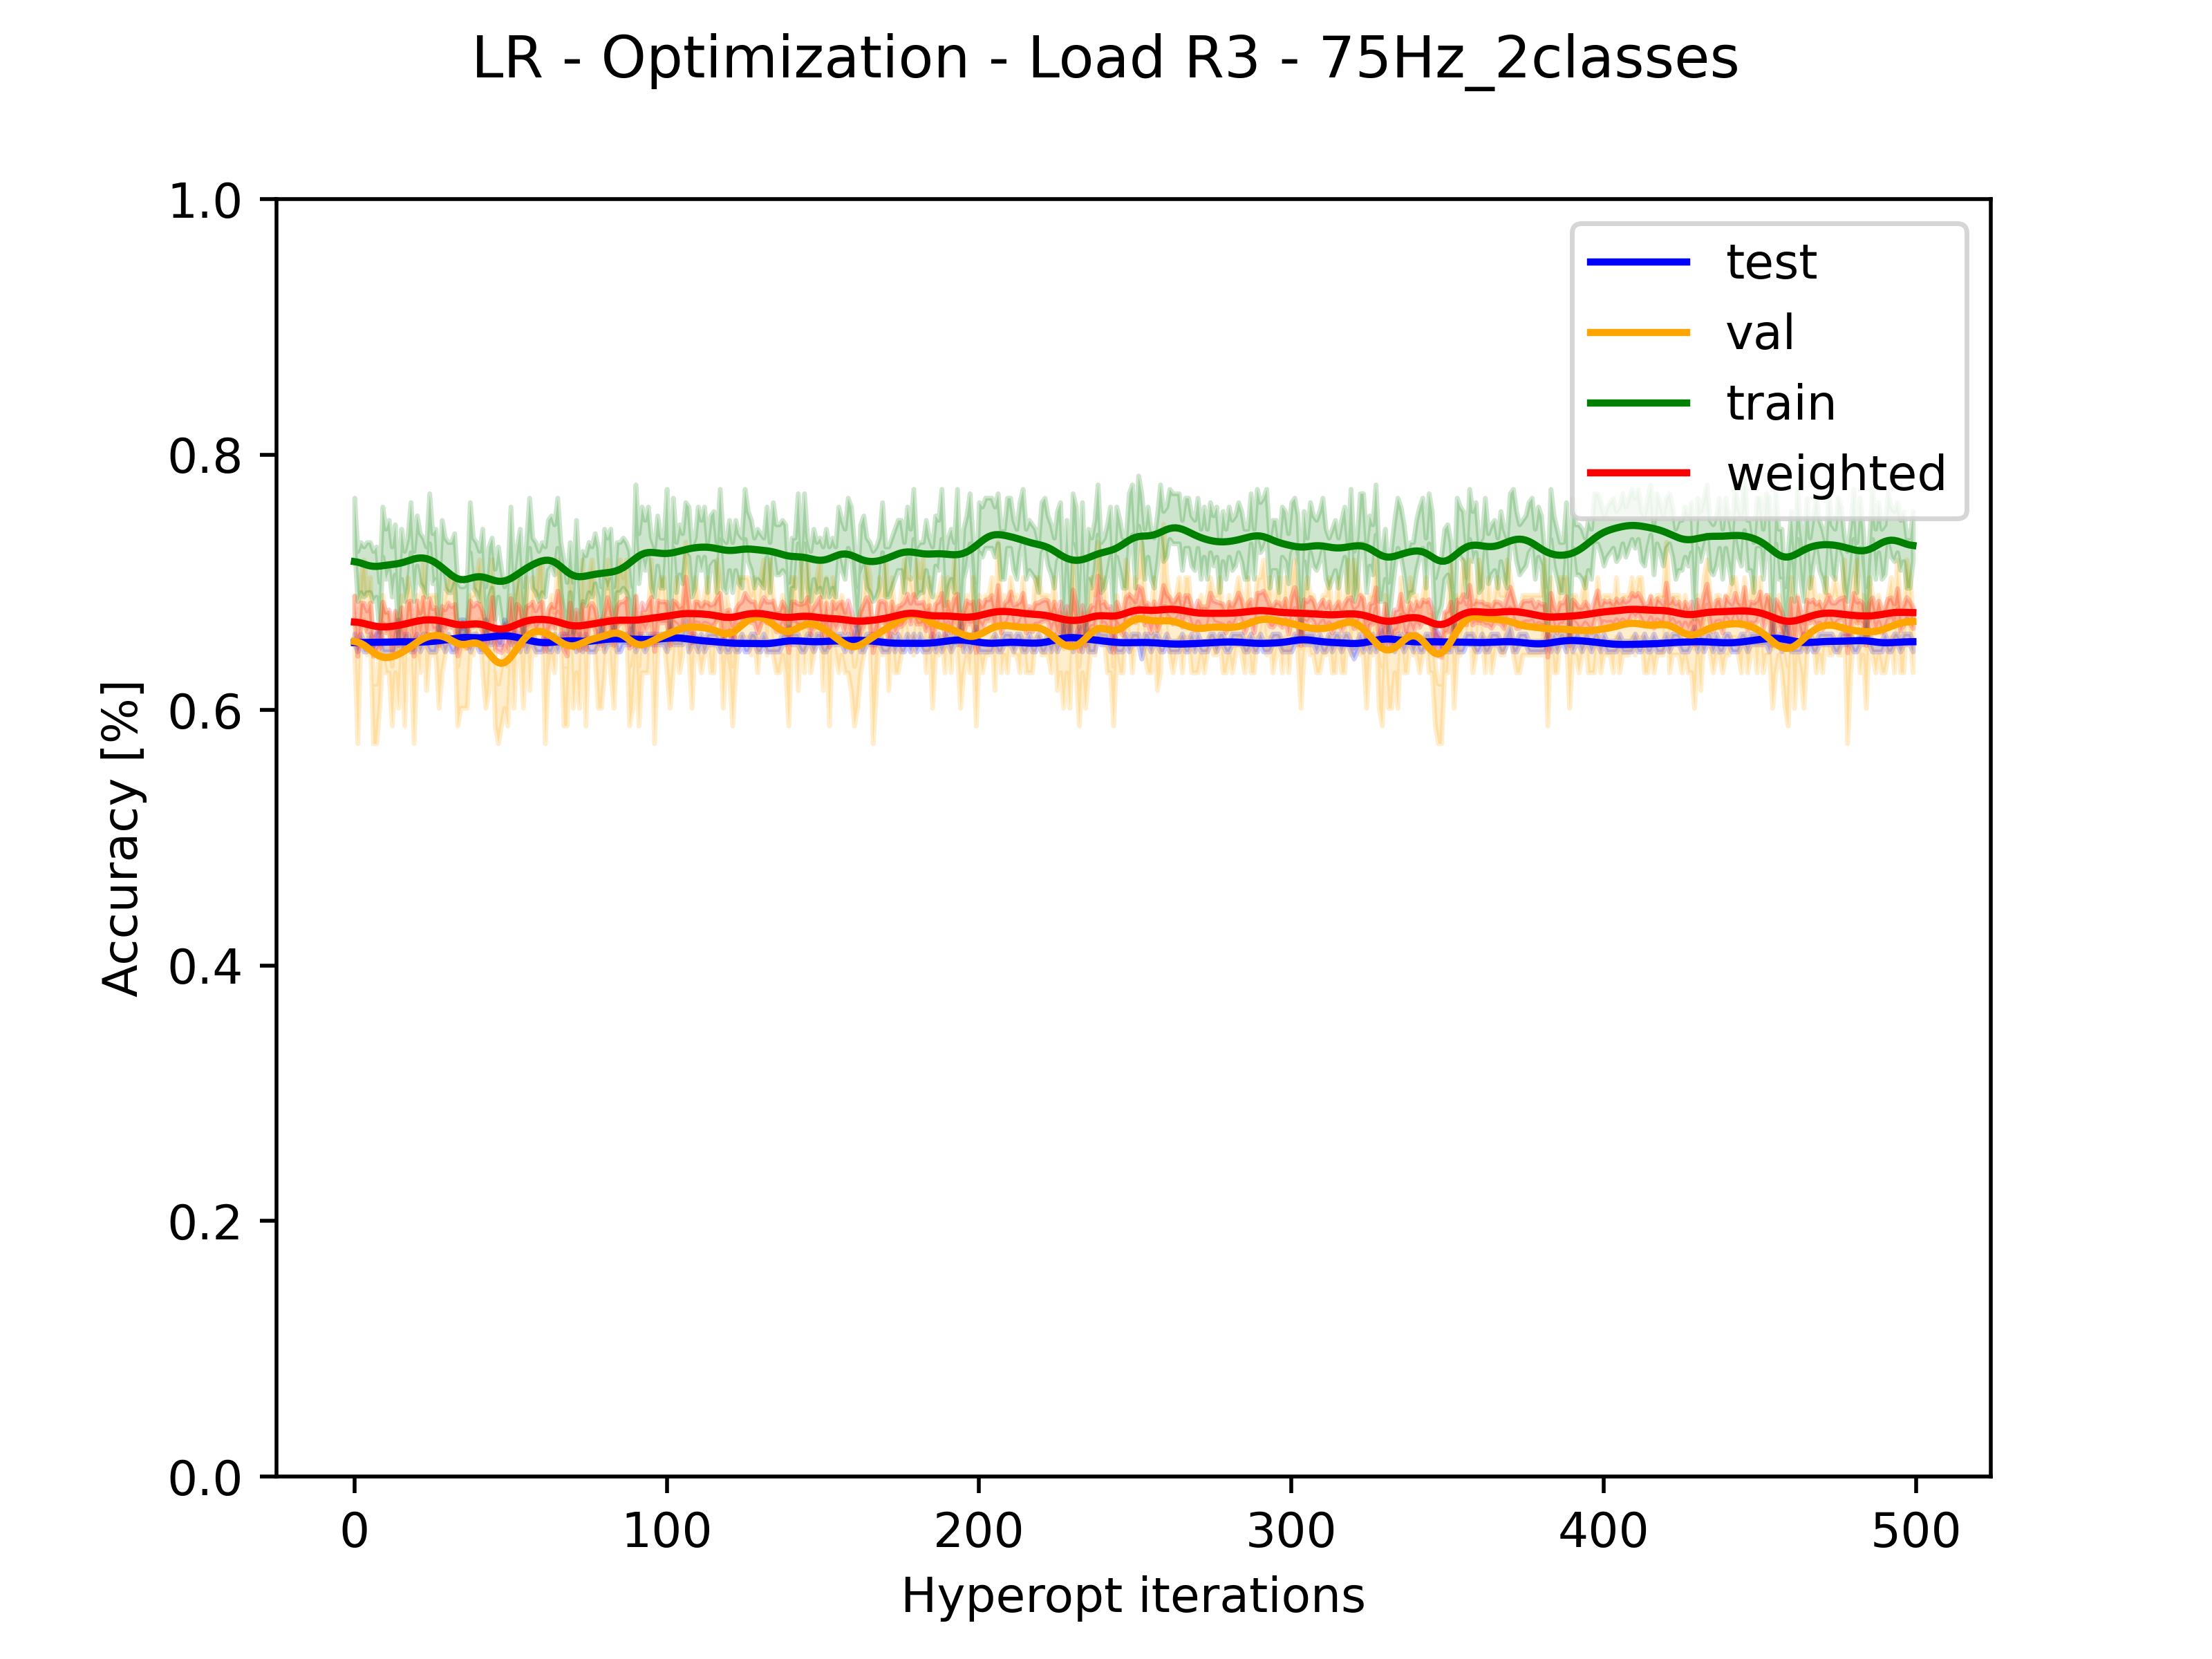 LR - Optimization - Load R3 - 75Hz_2classes
1.0
0.8
0.6
0.4
0.2
0.0
Accuracy [%]
test
val
train
weighted
0 100 200 300 400 500
Hyperopt iterations